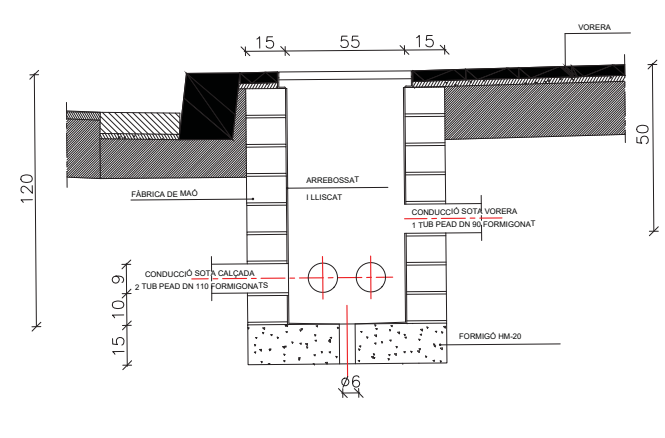 VORERA
15 55 15
50
120
ARREBOSSAT
I LLISCAT
FÁBRICA DE MAÓ
CONDUCCIÓ SOTA VORERA
1 TUB PEAD DN 90 FORMIGONAT
CONDUCCIÓ SOTA CALÇADA
2 TUB PEAD DN 110 FORMIGONATS
9
10
15
FORMIGÓ HM-20
ø6